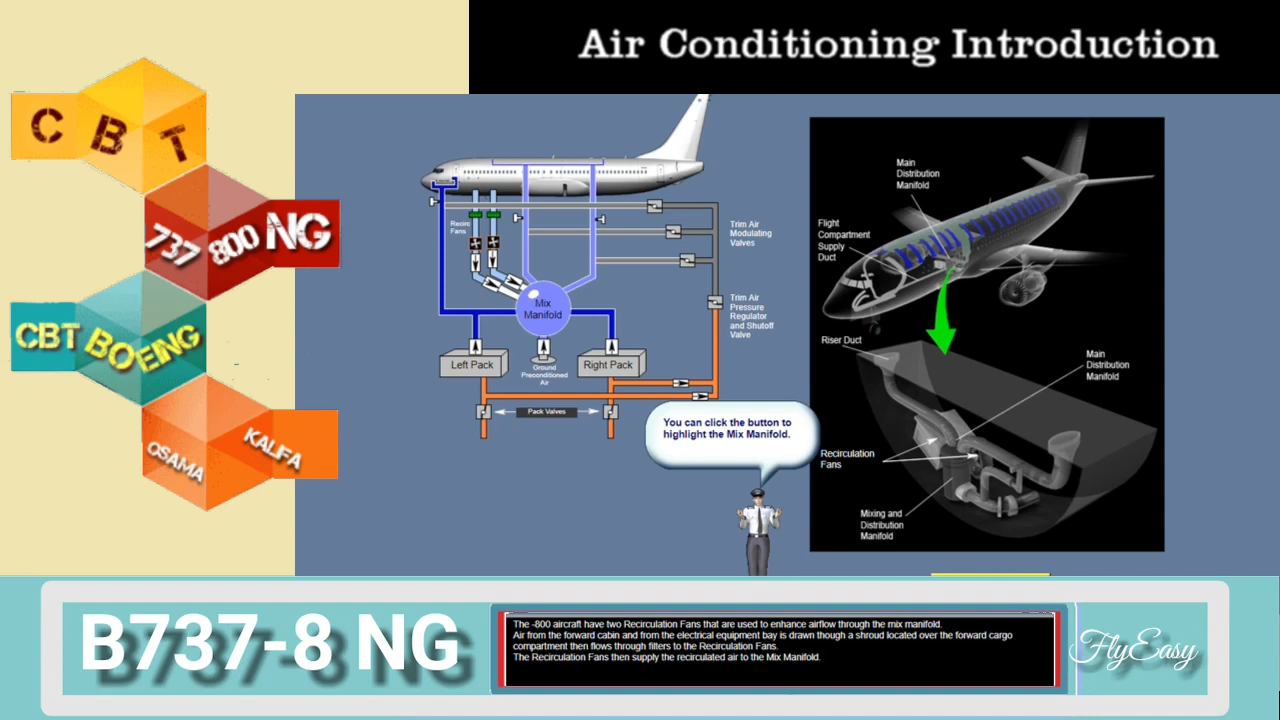 Air Conditioning Introduction
C B T
737 800 NG
CBT BOEING
OSAMA KALIFA
Recirc
Fans
Trim Air
Modulating
Valves
Trim Air
Pressure
Regulator
and Shutoff
Valve
Mix
Manifold
Left Pack
Right Pack
Ground
Preconditioned
Air
Pack Valves
You can click the button to
highlight the Mix Manifold.
Main
Distribution
Manifold
Flight
Compartment
Supply
Duct
Riser Duct
Main
Distribution
Manifold
Recirculation
Fans
Mixing and
Distribution
Manifold
B737-8 NG
The -800 aircraft have two Recirculation Fans that are used to enhance airflow through the mix manifold.
Air from the forward cabin and from the electrical equipment bay is drawn though a shroud located over the forward cargo
compartment then flows through filters to the Recirculation Fans.
The Recirculation Fans then supply the recirculated air to the Mix Manifold.
FlyEasy